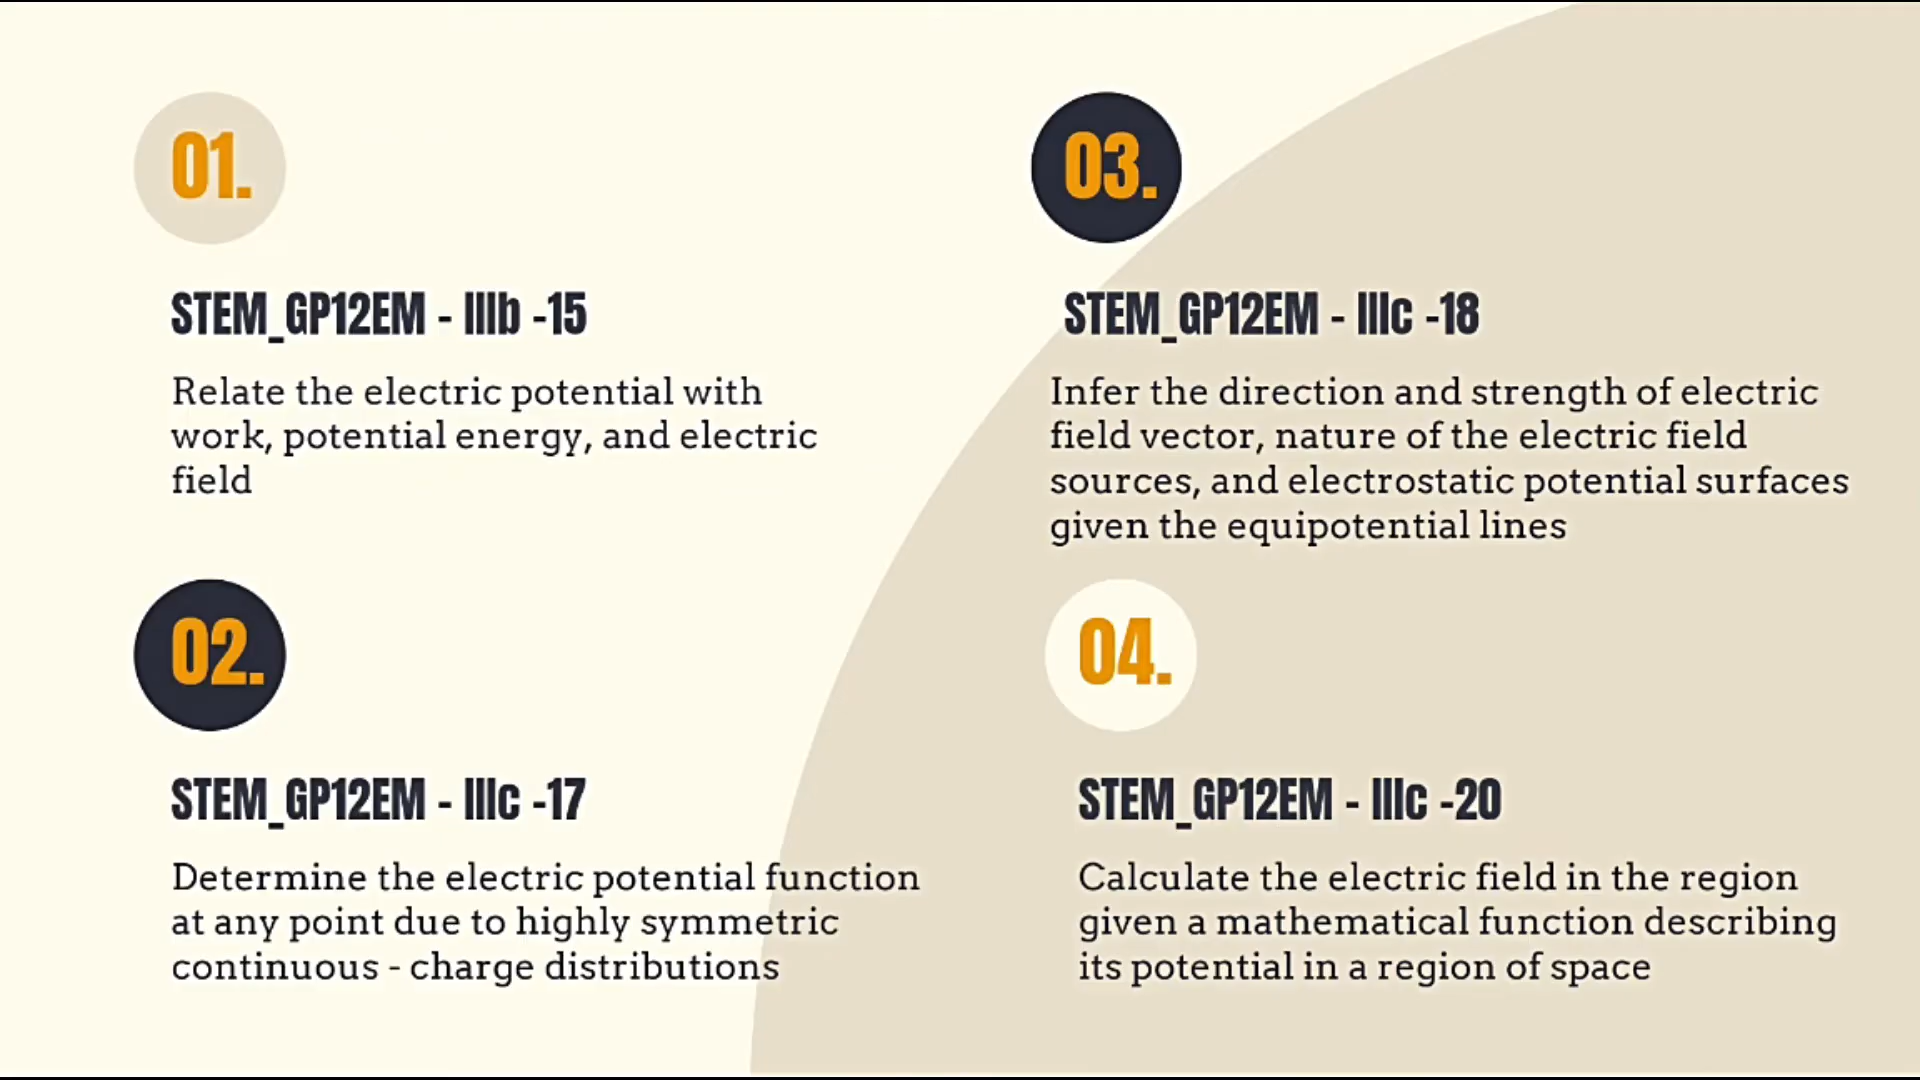 01.
STEM_GP12EM - IIIb -15
Relate the electric potential with
work, potential energy, and electric
field
02.
STEM_GP12EM - IIIc -17
Determine the electric potential function
at any point due to highly symmetric
continuous - charge distributions
03.
STEM_GP12EM - IIIc -18
Infer the direction and strength of electric
field vector, nature of the electric field
sources, and electrostatic potential surfaces
given the equipotential lines
04.
STEM_GP12EM - IIIc -20
Calculate the electric field in the region
given a mathematical function describing
its potential in a region of space